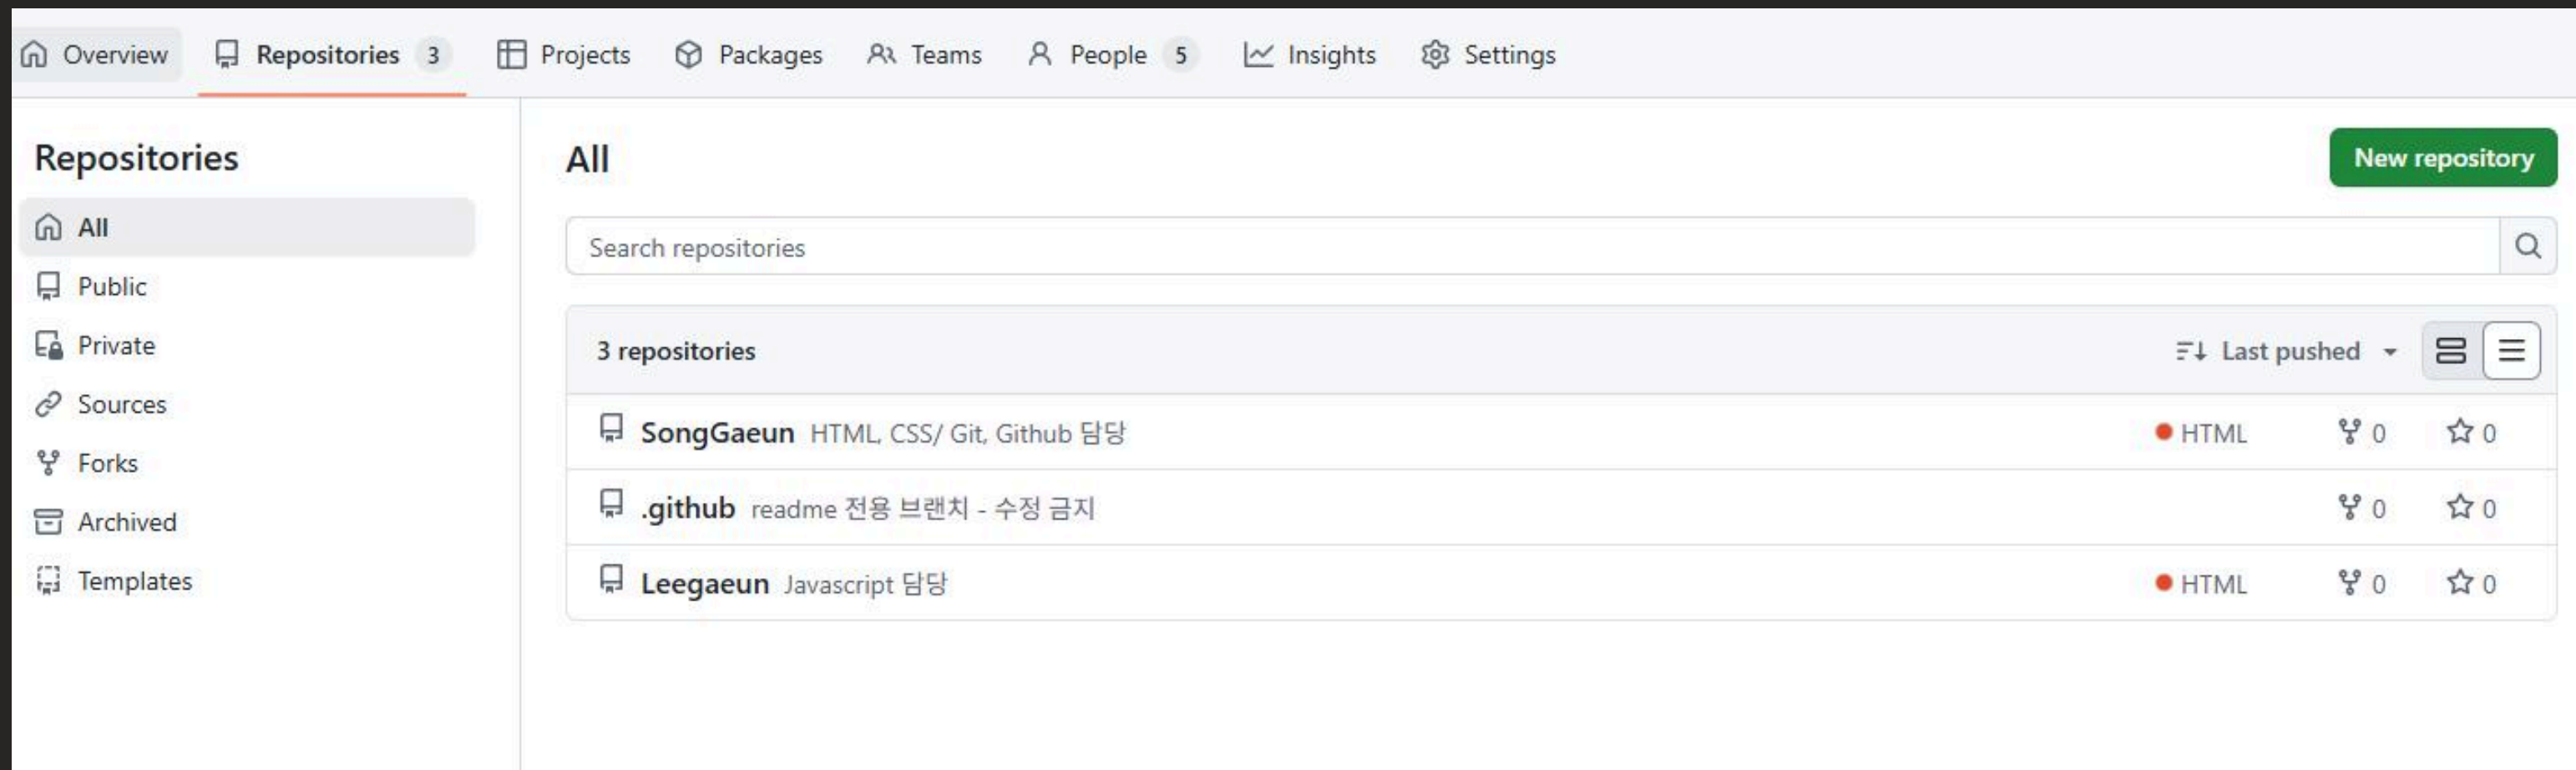 Overview Repositories 3 Projects Packages Teams People 5 Insights Settings
Repositories
All
Public
Private
Sources
Forks
Archived
Templates
All
New repository
Search repositories
3 repositories Last pushed
SongGaeun HTML, CSS/ Git, Github 담당 HTML 0 0
.github readme 전용 브랜치 - 수정 금지 0 0
Leegaeun Javascript 담당 HTML 0 0